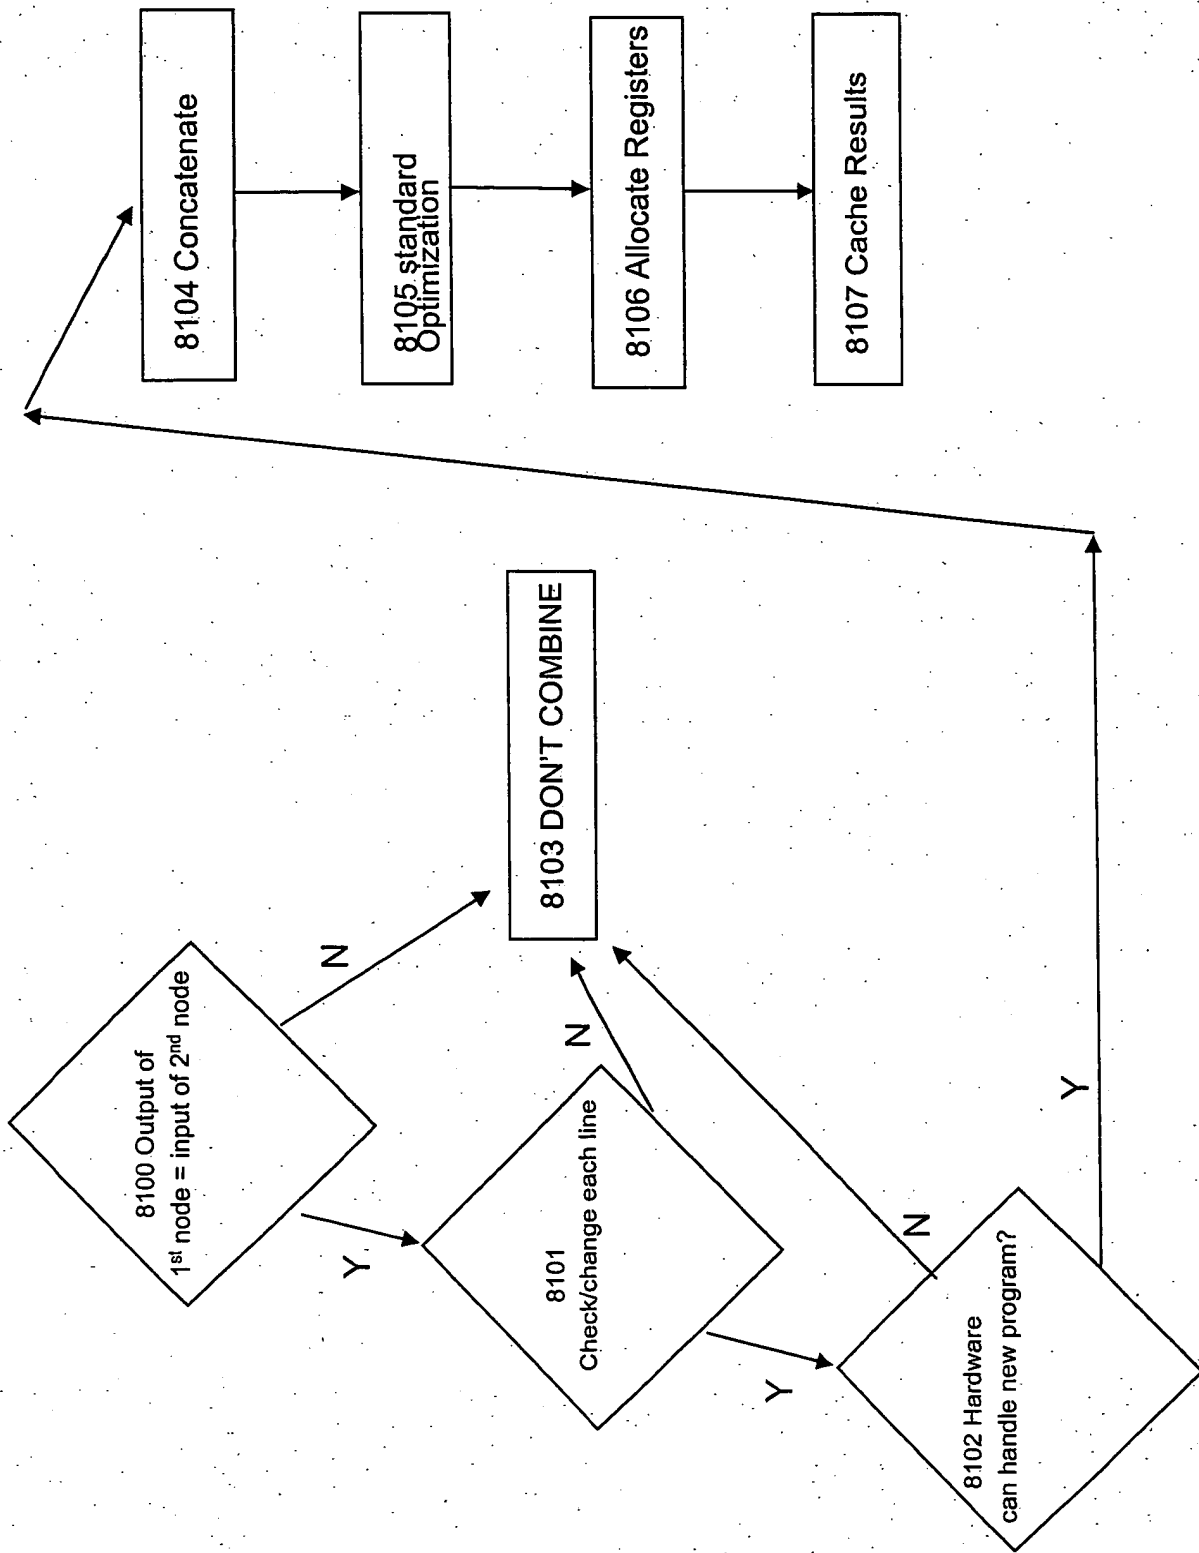 8100 Output of
1st node = input of 2nd node
N
Y
8101
Check/change each line
N
Y
8102 Hardware
can handle new program?
N
Y
8103 DON'T COMBINE
8104 Concatenate
8105 standard
Optimization
8106 Allocate Registers
8107 Cache Results